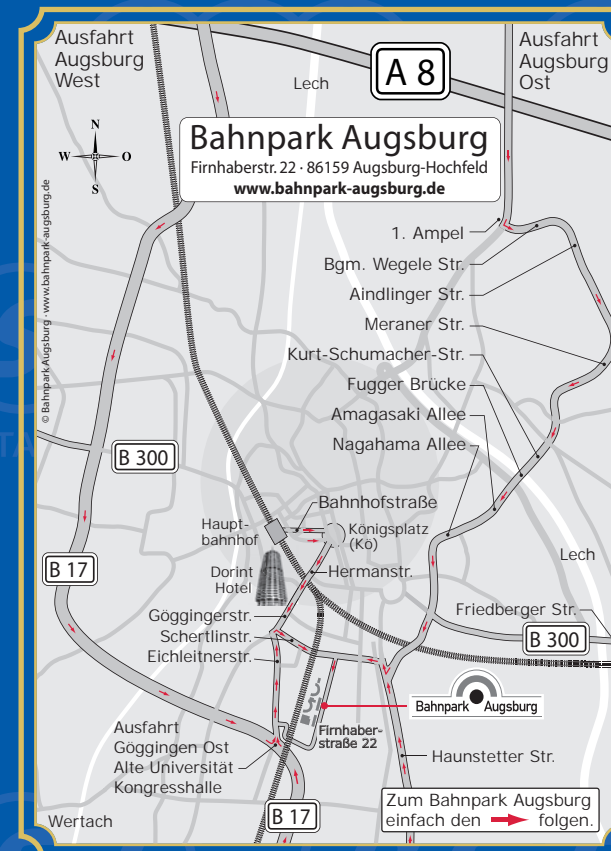 Ausfahrt
Augsburg
West
Ausfahrt
Augsburg
Ost
A 8
Lech
Bahnpark Augsburg
Firnhaberstr. 22 · 86159 Augsburg-Hochfeld
www.bahnpark-augsburg.de
N
W
O
S
© Bahnpark Augsburg · www.bahnpark-augsburg.de
1. Ampel
Bgm. Wegele Str.
Aindlinger Str.
Meraner Str.
Kurt-Schumacher-Str.
Fugger Brücke
Amagasaki Allee
Nagahama Allee
B 300
Bahnhofstraße
Haupt-
bahnhof
Königsplatz
(Kö)
Lech
B 17
Dorint
Hotel
Hermanstr.
Göggingerstr.
Schertlinstr.
Eichleitnerstr.
Friedberger Str.
B 300
Bahnpark Augsburg
Firnhaber-
straße 22
Ausfahrt
Göggingen Ost
Alte Universität
Kongresshalle
Haunstetter Str.
Wertach
B 17
Zum Bahnpark Augsburg
einfach den folgen.